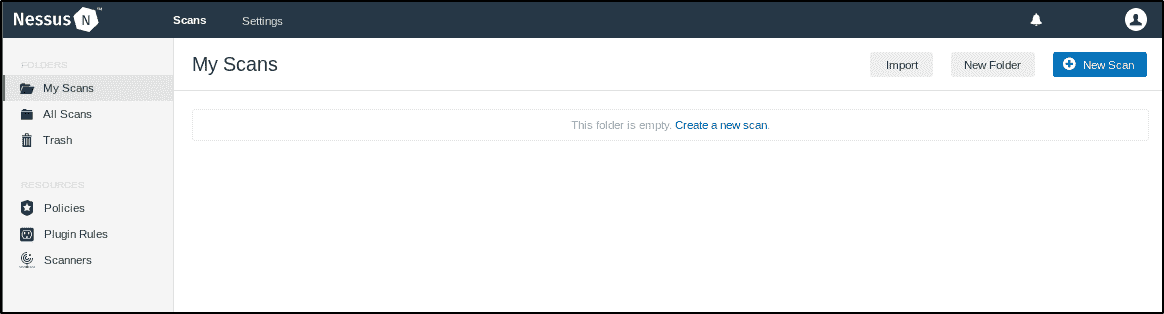 Nessus N ™ Scans Settings
FOLDERS
My Scans
All Scans
Trash
RESOURCES
Policies
Plugin Rules
Scanners
My Scans Import New Folder New Scan
This folder is empty. Create a new scan.